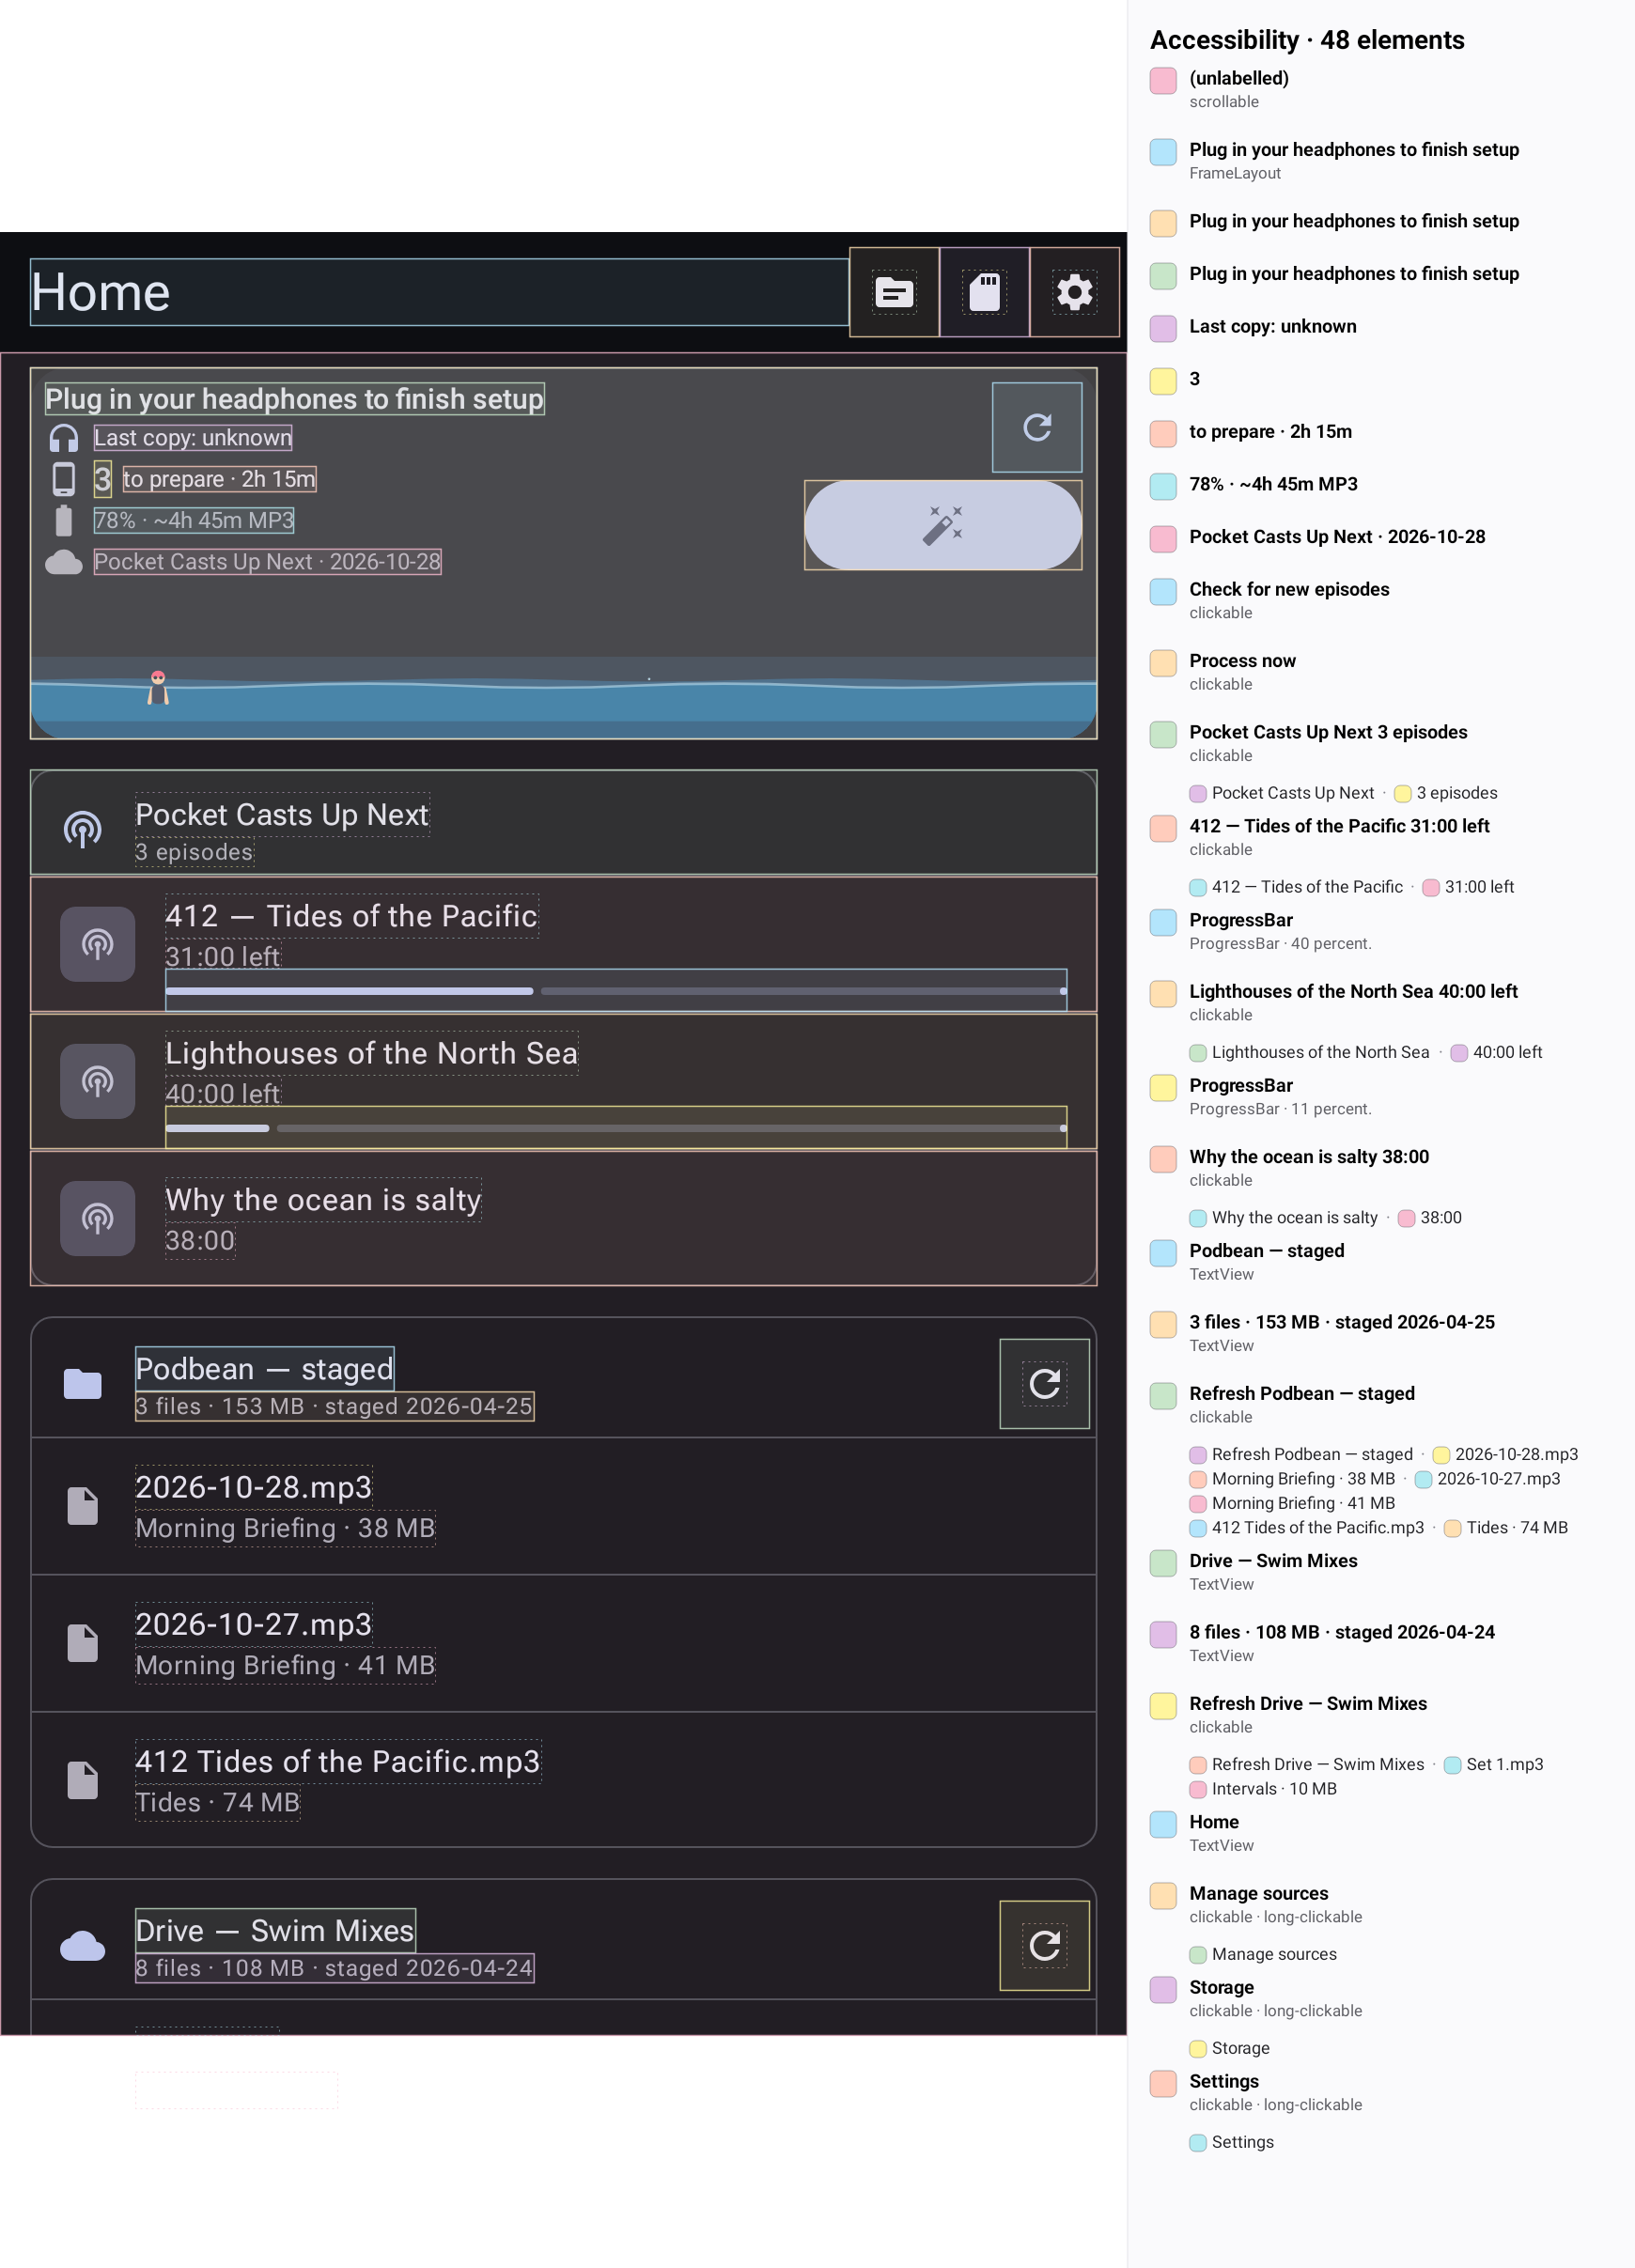 Home
Plug in your headphones to finish setup
Last copy: unknown
3 to prepare · 2h 15m
78% · ~4h 45m MP3
Pocket Casts Up Next · 2026-10-28
Pocket Casts Up Next
3 episodes
412 — Tides of the Pacific
31:00 left
Lighthouses of the North Sea
40:00 left
Why the ocean is salty
38:00
Podbean — staged
3 files · 153 MB · staged 2026-04-25
2026-10-28.mp3
Morning Briefing · 38 MB
2026-10-27.mp3
Morning Briefing · 41 MB
412 Tides of the Pacific.mp3
Tides · 74 MB
Drive — Swim Mixes
8 files · 108 MB · staged 2026-04-24
Accessibility · 48 elements
(unlabelled)
scrollable
Plug in your headphones to finish setup
FrameLayout
Plug in your headphones to finish setup
Plug in your headphones to finish setup
Last copy: unknown
3
to prepare · 2h 15m
78% · ~4h 45m MP3
Pocket Casts Up Next · 2026-10-28
Check for new episodes
clickable
Process now
clickable
Pocket Casts Up Next 3 episodes
clickable
Pocket Casts Up Next · 3 episodes
412 — Tides of the Pacific 31:00 left
clickable
412 — Tides of the Pacific · 31:00 left
ProgressBar
ProgressBar · 40 percent.
Lighthouses of the North Sea 40:00 left
clickable
Lighthouses of the North Sea · 40:00 left
ProgressBar
ProgressBar · 11 percent.
Why the ocean is salty 38:00
clickable
Why the ocean is salty · 38:00
Podbean — staged
TextView
3 files · 153 MB · staged 2026-04-25
TextView
Refresh Podbean — staged
clickable
Refresh Podbean — staged · 2026-10-28.mp3
Morning Briefing · 38 MB · 2026-10-27.mp3
Morning Briefing · 41 MB
412 Tides of the Pacific.mp3 · Tides · 74 MB
Drive — Swim Mixes
TextView
8 files · 108 MB · staged 2026-04-24
TextView
Refresh Drive — Swim Mixes
clickable
Refresh Drive — Swim Mixes · Set 1.mp3
Intervals · 10 MB
Home
TextView
Manage sources
clickable · long-clickable
Manage sources
Storage
clickable · long-clickable
Storage
Settings
clickable · long-clickable
Settings